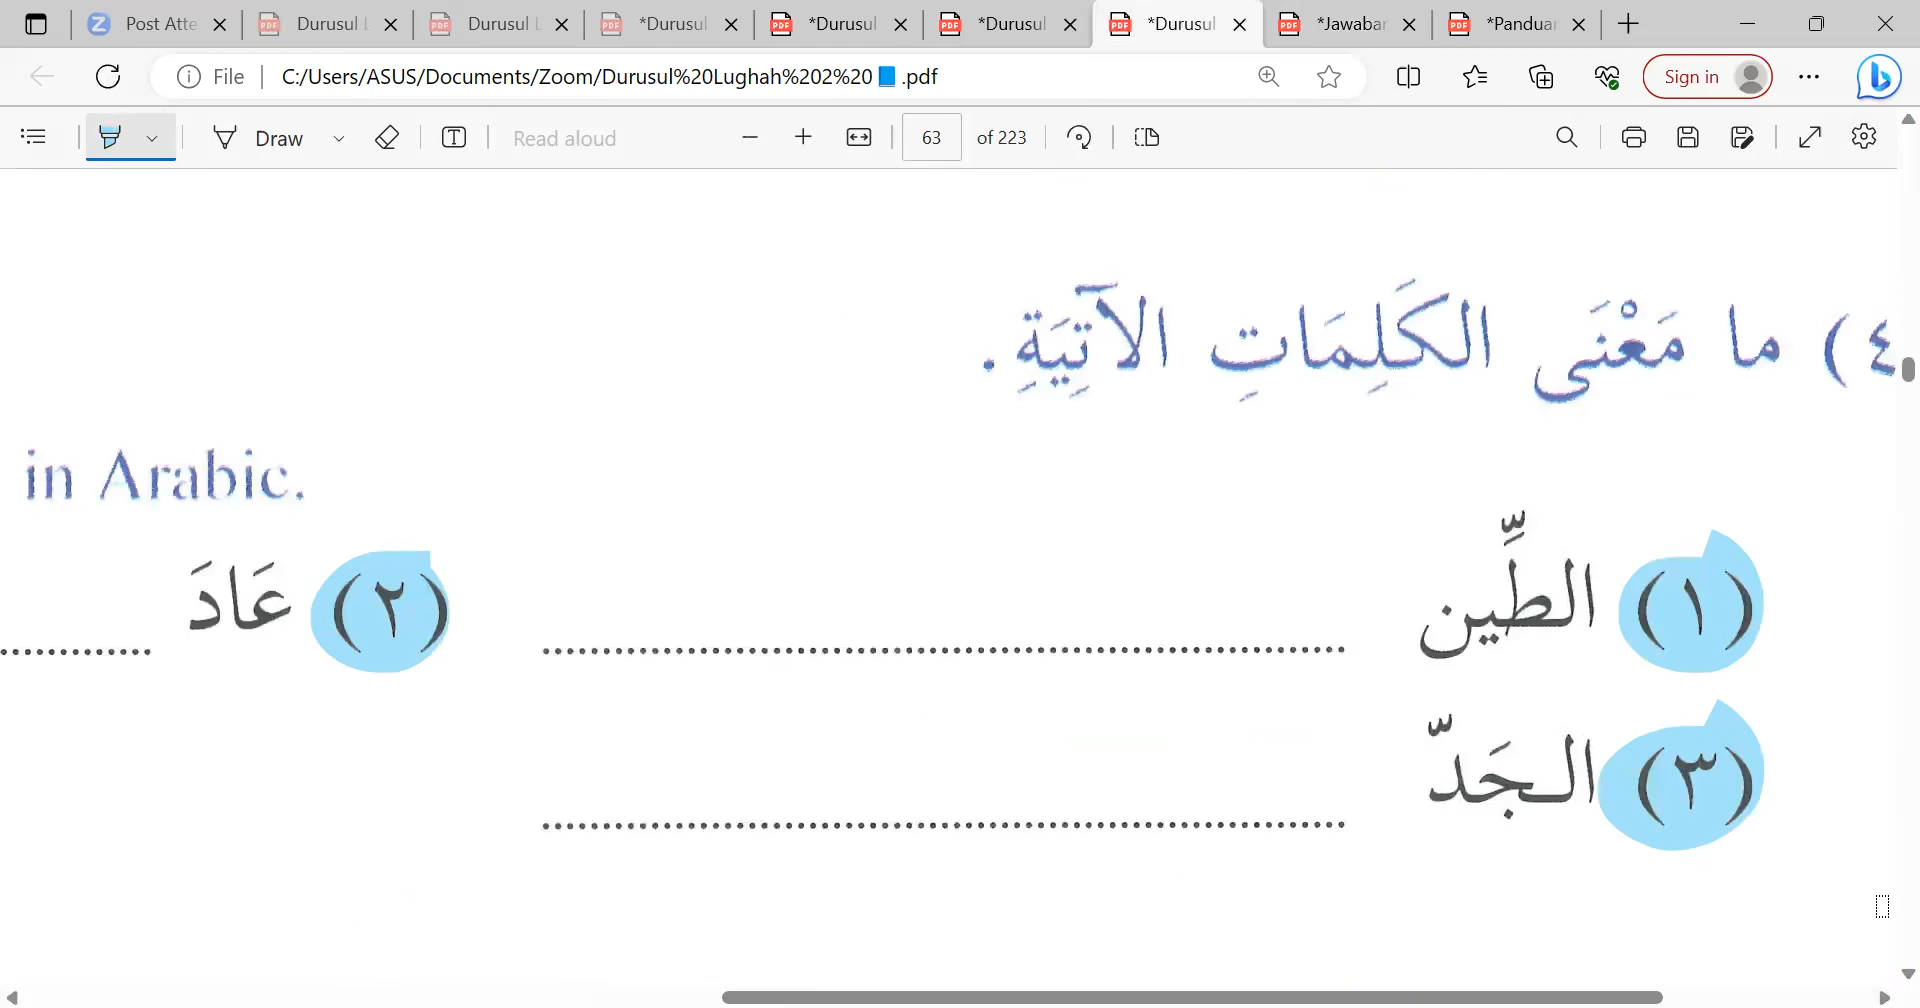 Post Atte
Durusul L
Durusul L
*Durusul
*Durusul
*Durusul
*Durusul
*Jawabar
*Panduar
File
C:/Users/ASUS/Documents/Zoom/Durusul%20Lughah%202%20📘.pdf
Sign in
Draw
Read aloud
63 of 223
٤) ما مَعْنَى الكَلِمَاتِ الآتِيَةِ.
in Arabic.
(١) الطِّين ........................ (٢) عَادَ ............
(٣) الـجَدّ ........................